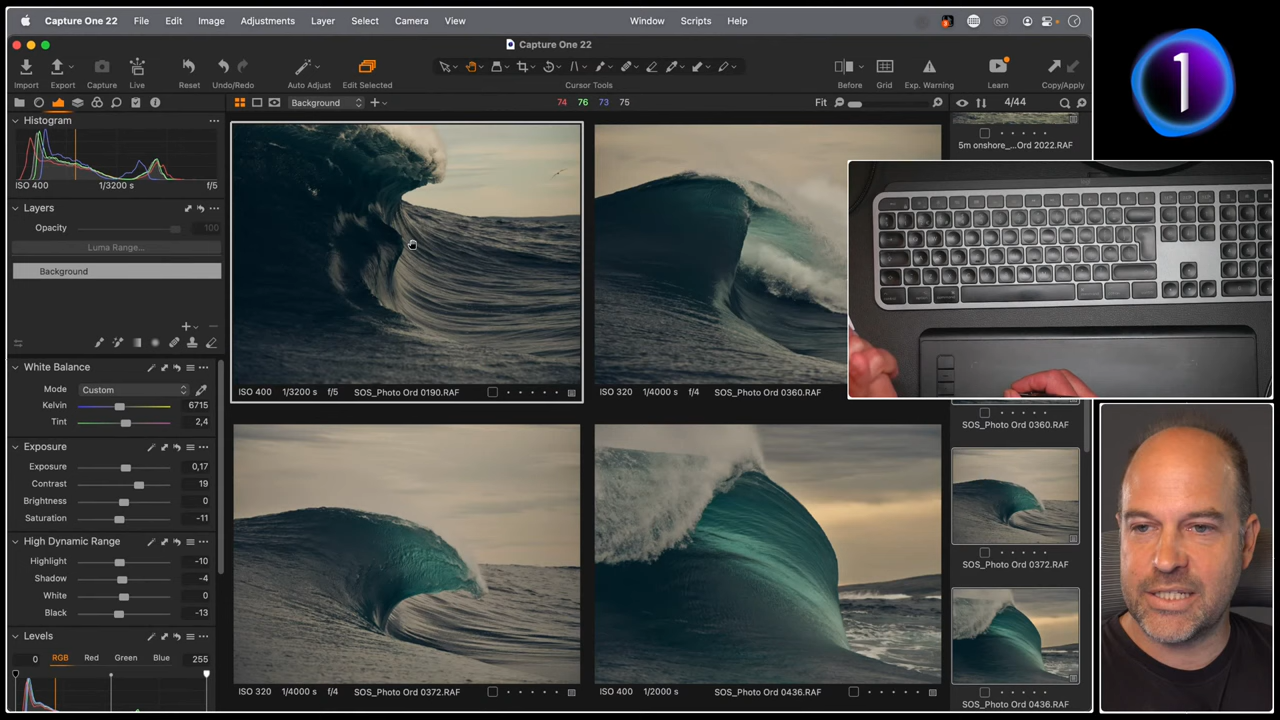 Capture One 22 File Edit Image Adjustments Layer Select Camera View Window Scripts Help
Capture One 22
Import Export Capture Live Reset Undo/Redo Auto Adjust Edit Selected Cursor Tools Before Grid Exp. Warning Learn Copy/Apply
Background 74 76 73 75 Fit 4/44
Histogram
ISO 400 1/3200 s f/5
Layers
Opacity 100
Luma Range...
Background
White Balance
Mode Custom
Kelvin 6715
Tint 2,4
Exposure
Exposure 0,17
Contrast 19
Brightness 0
Saturation -11
High Dynamic Range
Highlight -10
Shadow -4
White 0
Black -13
Levels
0 RGB Red Green Blue 255
ISO 400 1/3200 s f/5 SOS_Photo Ord 0190.RAF
ISO 320 1/4000 s f/4 SOS_Photo Ord 0360.RAF
ISO 320 1/4000 s f/4 SOS_Photo Ord 0372.RAF
ISO 400 1/2000 s SOS_Photo Ord 0436.RAF
5m onshore_...Ord 2022.RAF
SOS_Photo Ord 0360.RAF
SOS_Photo Ord 0372.RAF
SOS_Photo Ord 0436.RAF
1